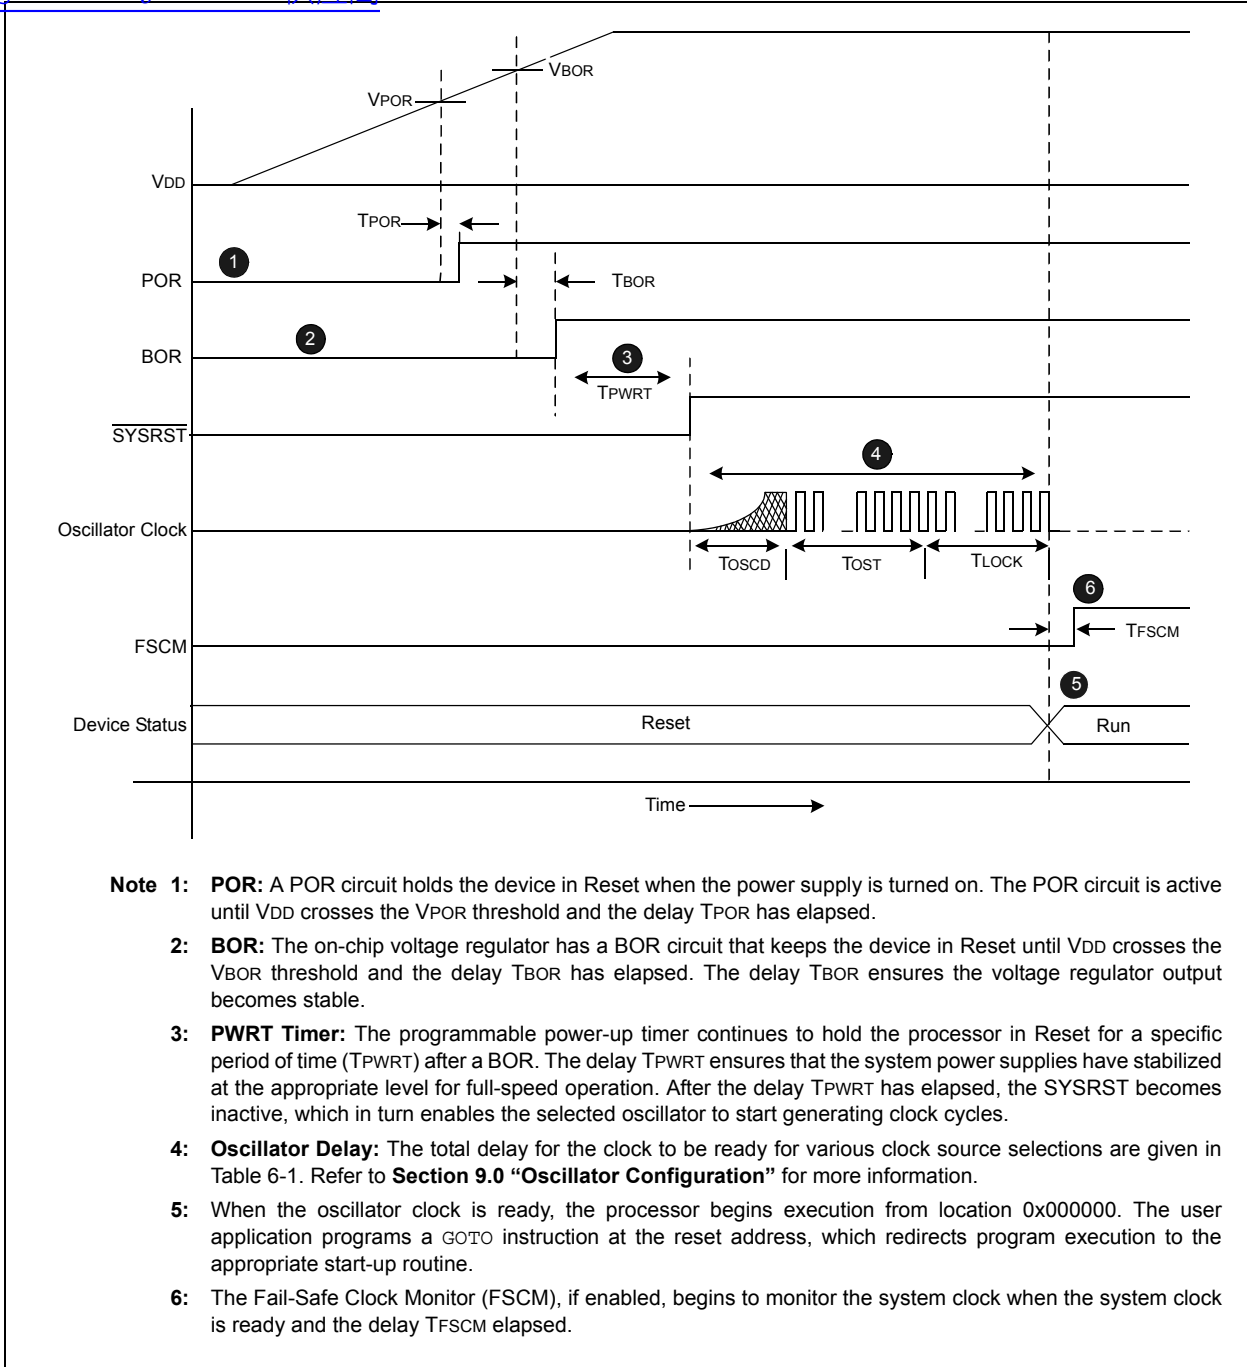 VBOR
VPOR
VDD
TPOR
1
POR
TBOR
2
BOR
3
TPWRT
SYSRST
4
Oscillator Clock
TOSCD
TOST
TLOCK
6
FSCM
TFSCM
5
Device Status
Reset
Run
Time
Note 1: POR: A POR circuit holds the device in Reset when the power supply is turned on. The POR circuit is active
until VDD crosses the VPOR threshold and the delay TPOR has elapsed.
2: BOR: The on-chip voltage regulator has a BOR circuit that keeps the device in Reset until VDD crosses the
VBOR threshold and the delay TBOR has elapsed. The delay TBOR ensures the voltage regulator output
becomes stable.
3: PWRT Timer: The programmable power-up timer continues to hold the processor in Reset for a specific
period of time (TPWRT) after a BOR. The delay TPWRT ensures that the system power supplies have stabilized
at the appropriate level for full-speed operation. After the delay TPWRT has elapsed, the SYSRST becomes
inactive, which in turn enables the selected oscillator to start generating clock cycles.
4: Oscillator Delay: The total delay for the clock to be ready for various clock source selections are given in
Table 6-1. Refer to Section 9.0 “Oscillator Configuration” for more information.
5: When the oscillator clock is ready, the processor begins execution from location 0x000000. The user
application programs a GOTO instruction at the reset address, which redirects program execution to the
appropriate start-up routine.
6: The Fail-Safe Clock Monitor (FSCM), if enabled, begins to monitor the system clock when the system clock
is ready and the delay TFSCM elapsed.